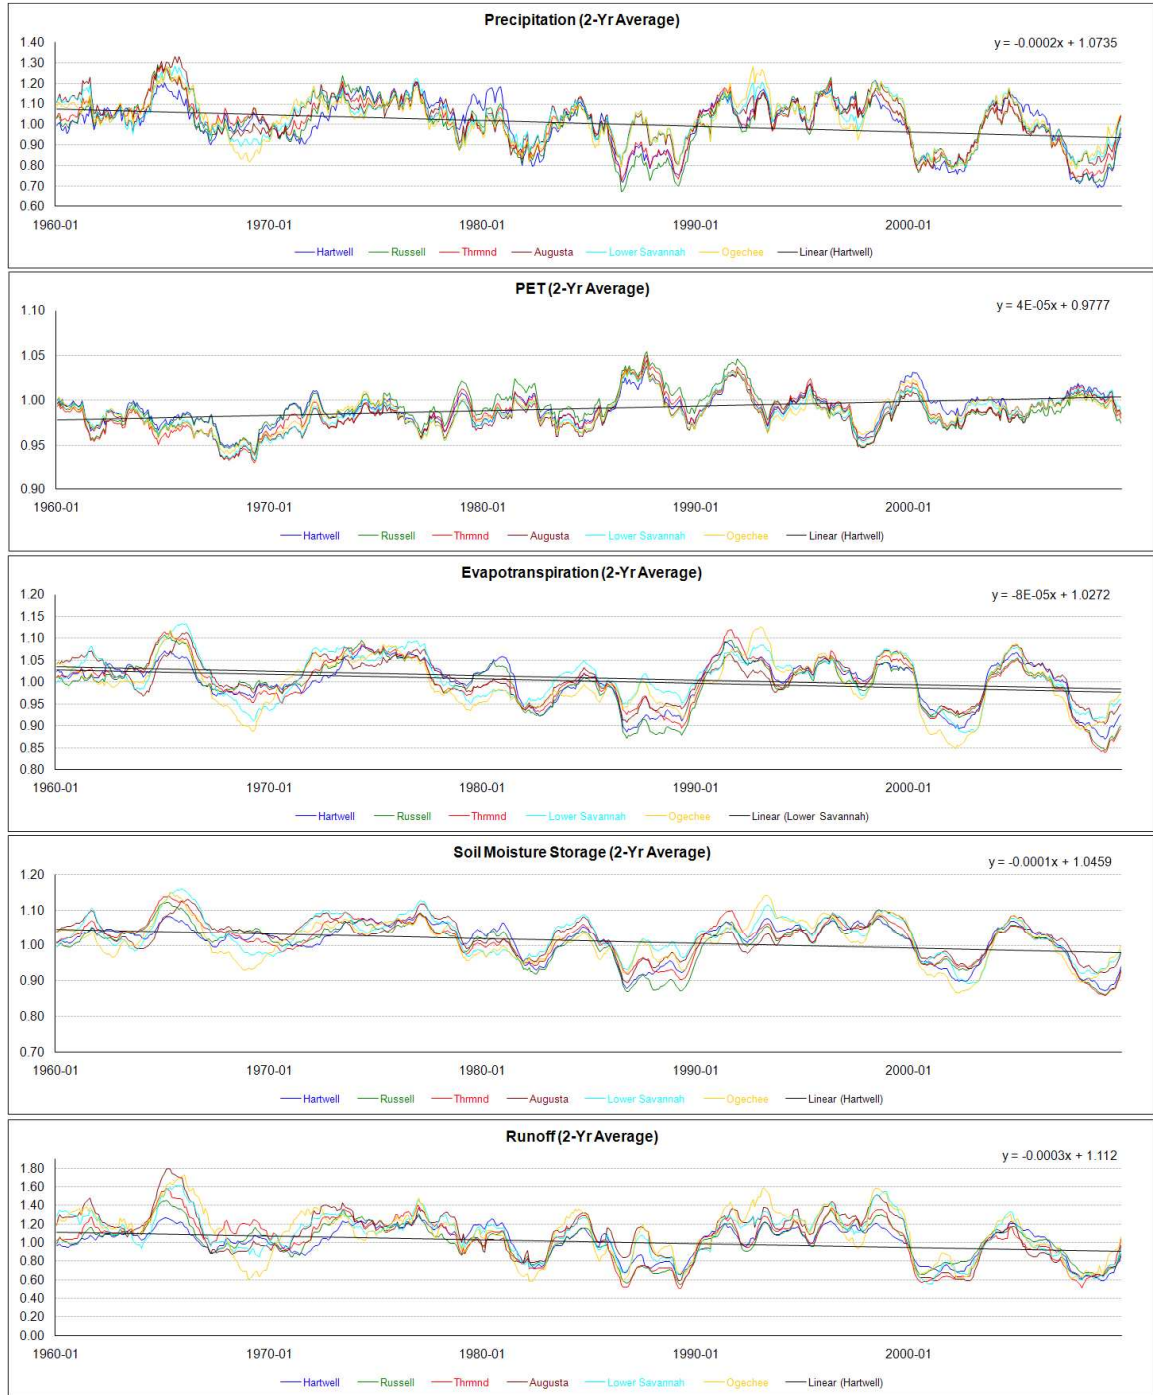 Precipitation (2-Yr Average)
y = -0.0002x + 1.0735
1.40
1.30
1.20
1.10
1.00
0.90
0.80
0.70
0.60
1960-01 1970-01 1980-01 1990-01 2000-01
Hartwell Russell Thrmnd Augusta Lower Savannah Ogechee Linear (Hartwell)
PET (2-Yr Average)
y = 4E-05x + 0.9777
1.10
1.05
1.00
0.95
0.90
1960-01 1970-01 1980-01 1990-01 2000-01
Hartwell Russell Thrmnd Augusta Lower Savannah Ogechee Linear (Hartwell)
Evapotranspiration (2-Yr Average)
y = -8E-05x + 1.0272
1.20
1.15
1.10
1.05
1.00
0.95
0.90
0.85
0.80
1960-01 1970-01 1980-01 1990-01 2000-01
Hartwell Russell Thrmnd Lower Savannah Ogechee Linear (Lower Savannah)
Soil Moisture Storage (2-Yr Average)
y = -0.0001x + 1.0459
1.20
1.10
1.00
0.90
0.80
0.70
1960-01 1970-01 1980-01 1990-01 2000-01
Hartwell Russell Thrmnd Augusta Lower Savannah Ogechee Linear (Hartwell)
Runoff (2-Yr Average)
y = -0.0003x + 1.112
1.80
1.60
1.40
1.20
1.00
0.80
0.60
0.40
0.20
0.00
1960-01 1970-01 1980-01 1990-01 2000-01
Hartwell Russell Thrmnd Augusta Lower Savannah Ogechee Linear (Hartwell)